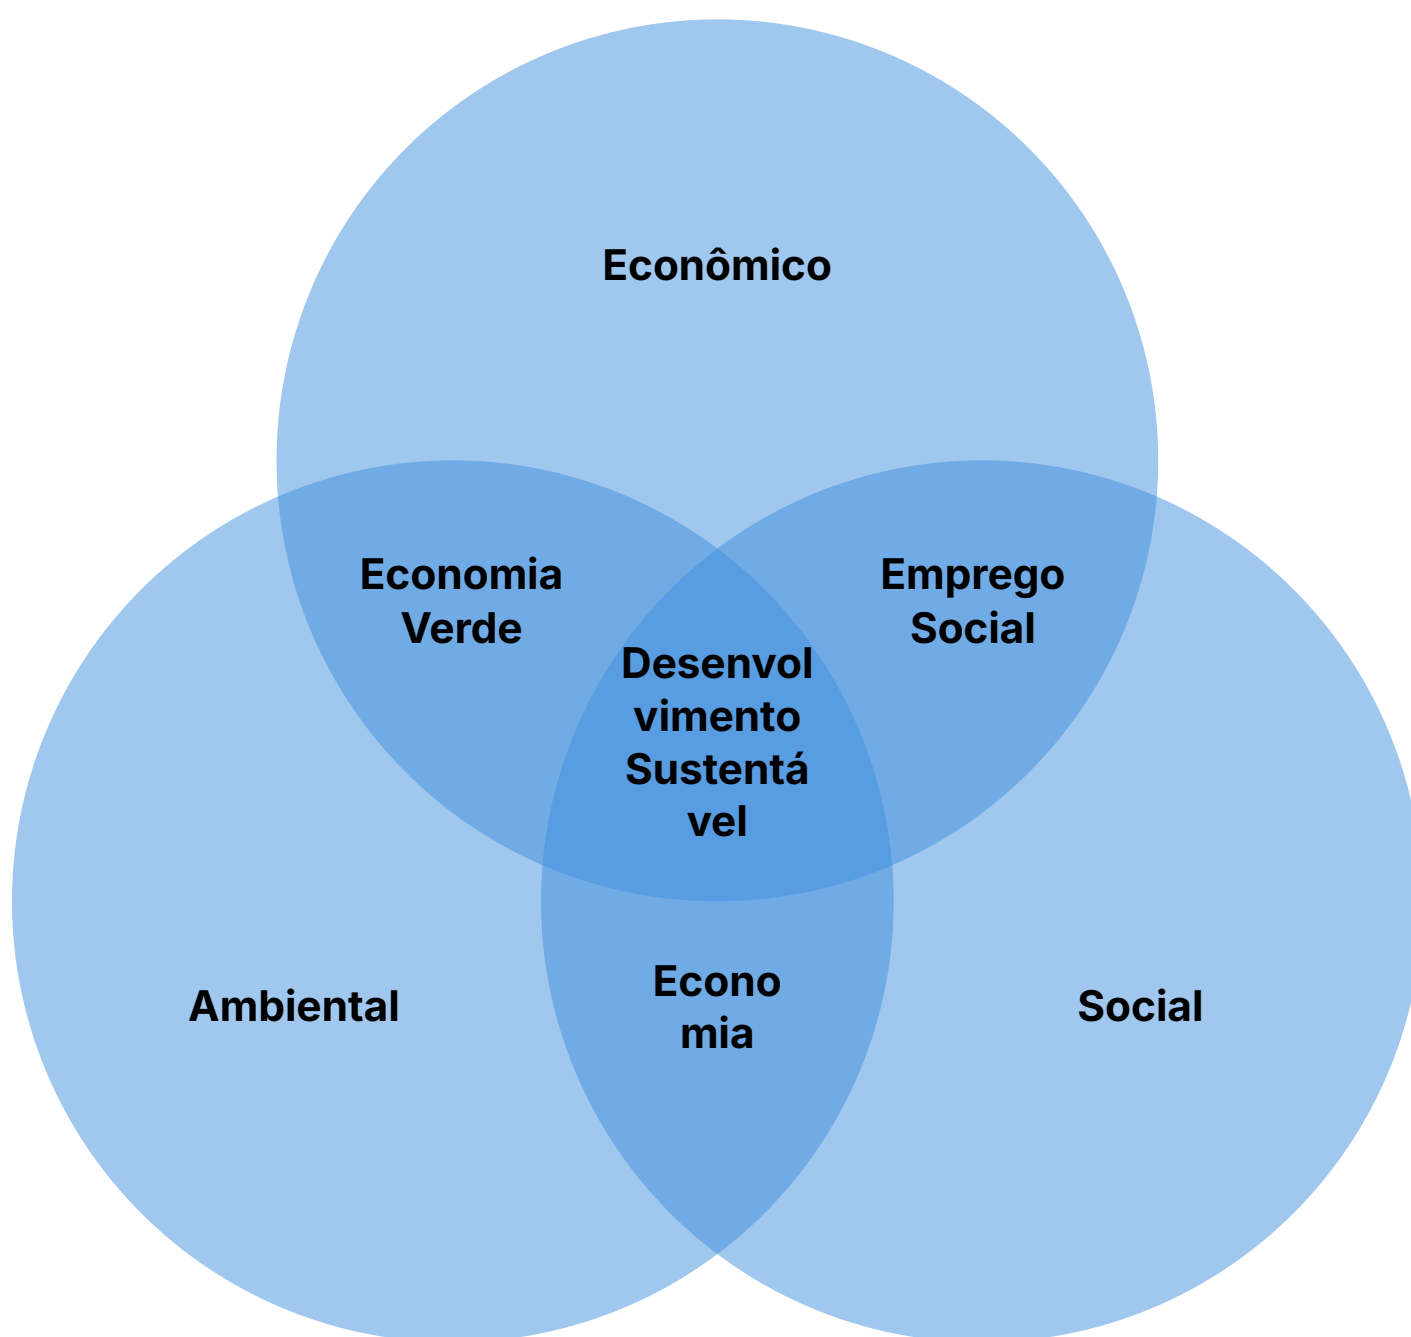 Econômico
Economia
Verde
Emprego
Social
Desenvol
vimento
Sustentá
vel
Ambiental
Econo
mia
Social